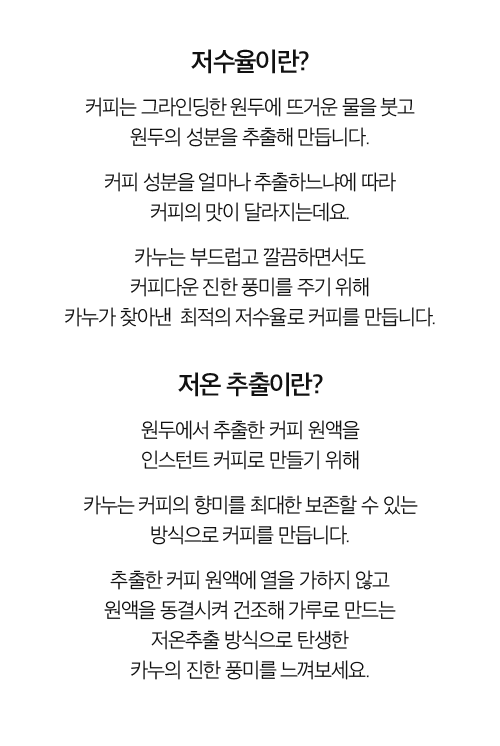 저수율이란?
커피는 그라인딩한 원두에 뜨거운 물을 붓고
원두의 성분을 추출해 만듭니다.
커피 성분을 얼마나 추출하느냐에 따라
커피의 맛이 달라지는데요.
카누는 부드럽고 깔끔하면서도
커피다운 진한 풍미를 주기 위해
카누가 찾아낸 최적의 저수율로 커피를 만듭니다.
저온 추출이란?
원두에서 추출한 커피 원액을
인스턴트 커피로 만들기 위해
카누는 커피의 향미를 최대한 보존할 수 있는
방식으로 커피를 만듭니다.
추출한 커피 원액에 열을 가하지 않고
원액을 동결시켜 건조해 가루로 만드는
저온추출 방식으로 탄생한
카누의 진한 풍미를 느껴보세요.